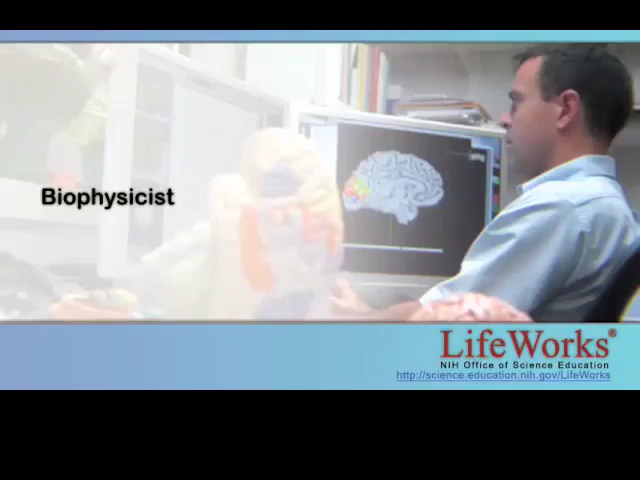 Biophysicist
LifeWorks®
NIH Office of Science Education
http://science.education.nih.gov/LifeWorks